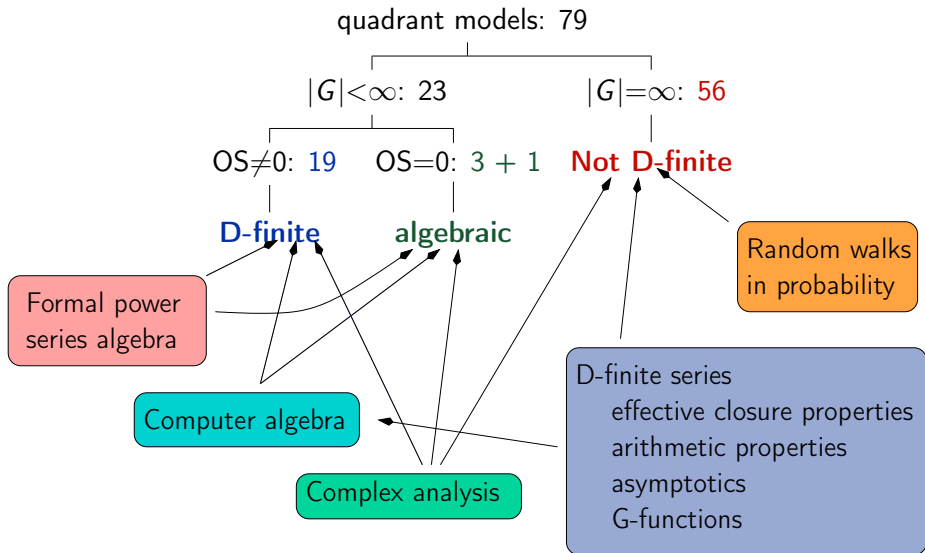 quadrant models: 79
|G|<∞: 23
|G|=∞: 56
OS≠0: 19
OS=0: 3 + 1
Not D-finite
D-finite
algebraic
Random walks
in probability
Formal power
series algebra
D-finite series
effective closure properties
arithmetic properties
asymptotics
G-functions
Computer algebra
Complex analysis